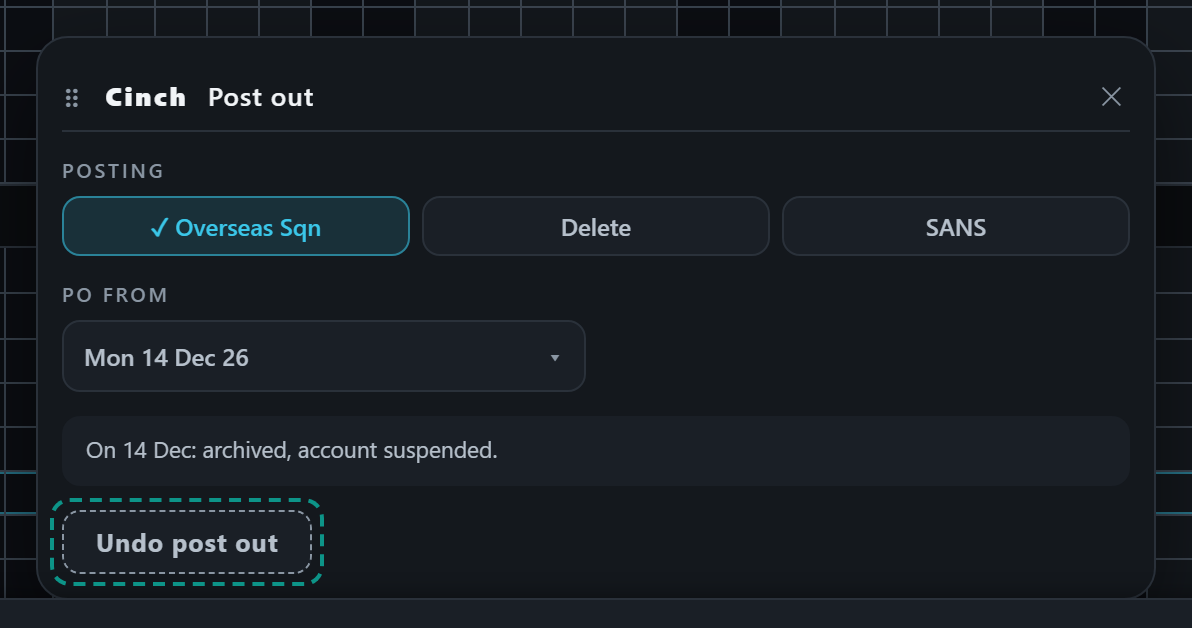 Cinch Post out
POSTING
✓ Overseas Sqn Delete SANS
PO FROM
Mon 14 Dec 26
On 14 Dec: archived, account suspended.
Undo post out